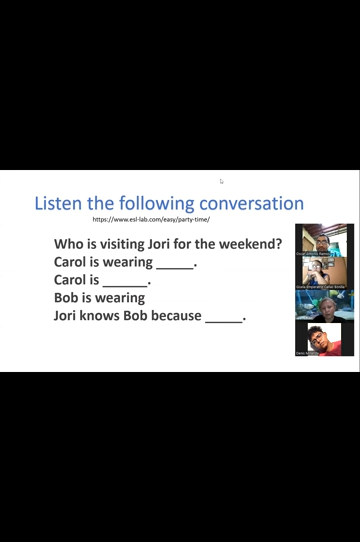 Listen the following conversation
https://www.esl-lab.com/easy/party-time/
Who is visiting Jori for the weekend?
Carol is wearing _____.
Carol is ______.
Bob is wearing
Jori knows Bob because _____.